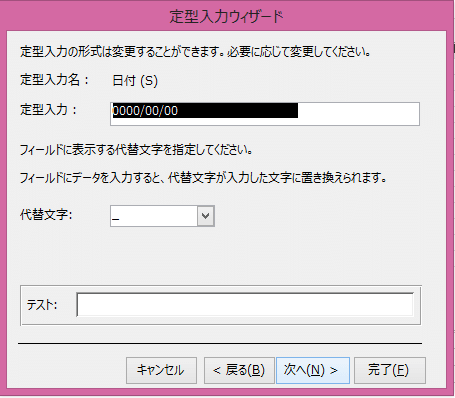 定型入力ウィザード
定型入力の形式は変更することができます。必要に応じて変更してください。
定型入力名： 日付 (S)
定型入力： 0000/00/00
フィールドに表示する代替文字を指定してください。
フィールドにデータを入力すると、代替文字が入力した文字に置き換えられます。
代替文字: _
テスト:
キャンセル < 戻る(B) 次へ(N) > 完了(F)